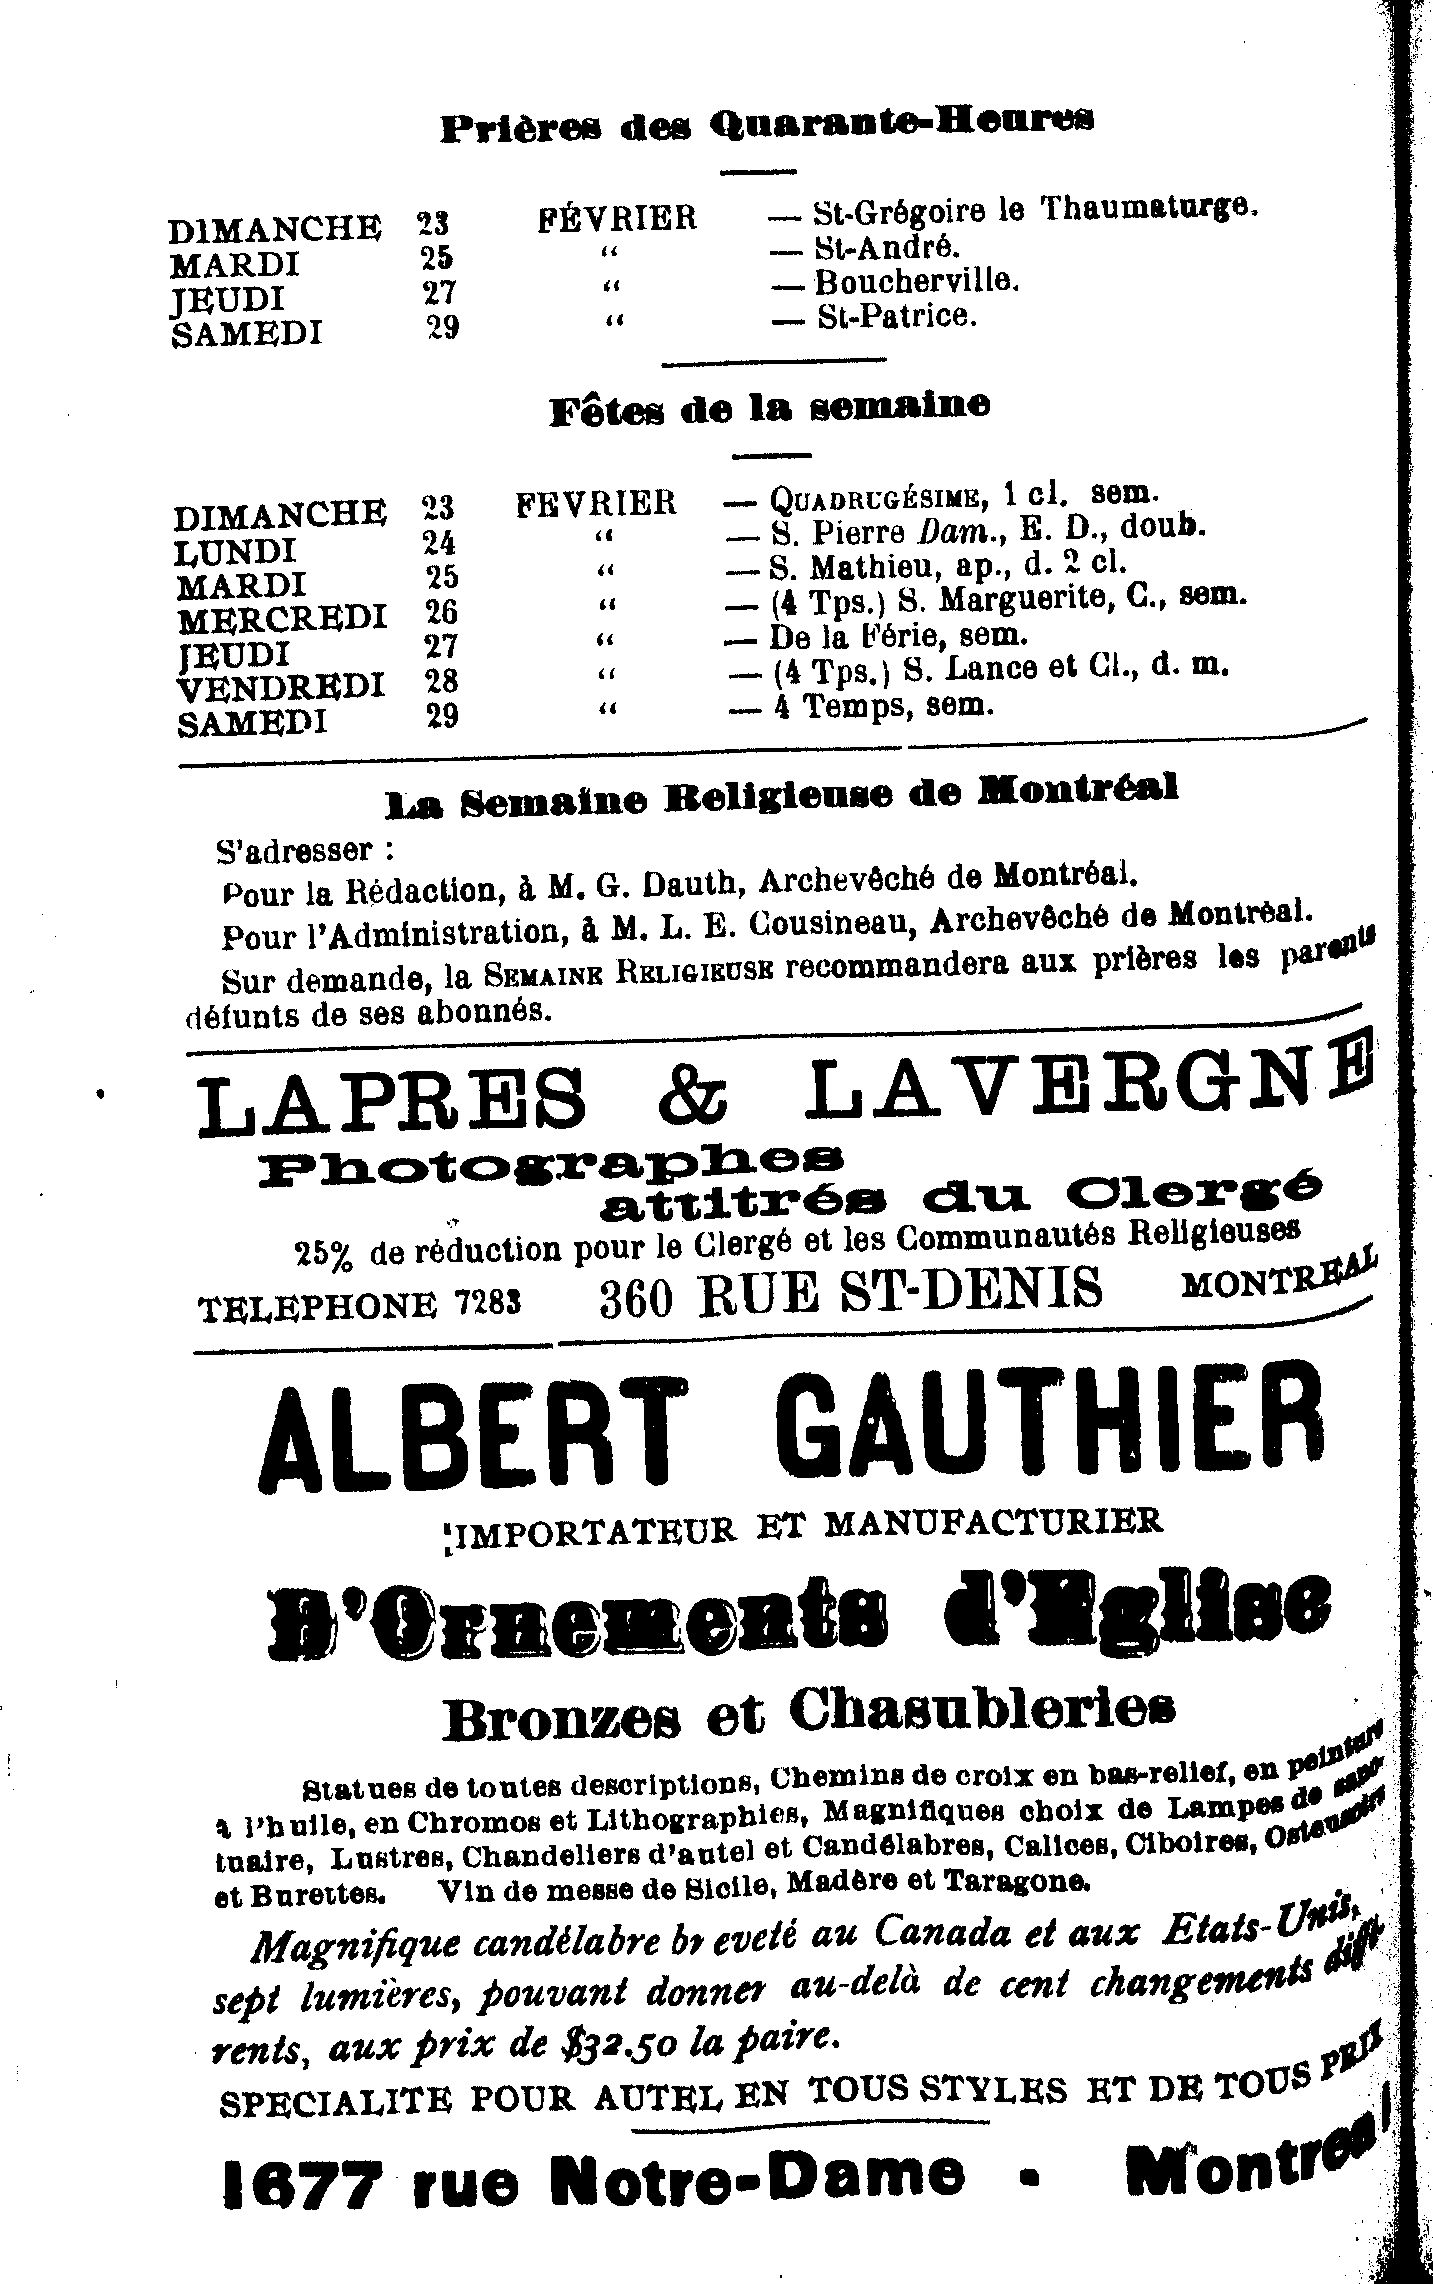 Prières des Quarante-Heures
DIMANCHE 23 FÉVRIER — St-Grégoire le Thaumaturge.
MARDI 25 “ — St-André.
JEUDI 27 “ — Boucherville.
SAMEDI 29 “ — St-Patrice.
Fêtes de la semaine
DIMANCHE 23 FEVRIER — QUADRUGÉSIME, 1 cl. sem.
LUNDI 24 “ — S. Pierre Dam., E. D., doub.
MARDI 25 “ — S. Mathieu, ap., d. 2 cl.
MERCREDI 26 “ — (4 Tps.) S. Marguerite, C., sem.
JEUDI 27 “ — De la Férie, sem.
VENDREDI 28 “ — (4 Tps.) S. Lance et Cl., d. m.
SAMEDI 29 “ — 4 Temps, sem.
La Semaine Religieuse de Montréal
S'adresser :
Pour la Rédaction, à M. G. Dauth, Archevêché de Montréal.
Pour l'Administration, à M. L. E. Cousineau, Archevêché de Montréal.
Sur demande, la SEMAINE RELIGIEUSE recommandera aux prières les parents
défunts de ses abonnés.
LAPRES & LAVERGNE
Photographes
attitrés du Clergé
25% de réduction pour le Clergé et les Communautés Religieuses
TELEPHONE 7283 360 RUE ST-DENIS MONTREAL
ALBERT GAUTHIER
IMPORTATEUR ET MANUFACTURIER
D'Ornements d'Eglise
Bronzes et Chasubleries
Statues de toutes descriptions, Chemins de croix en bas-relief, en peinture
à l'huile, en Chromos et Lithographies, Magnifiques choix de Lampes de sanc-
tuaire, Lustres, Chandeliers d'autel et Candélabres, Calices, Ciboires, Ostensoirs
et Burettes. Vin de messe de Sicile, Madère et Taragone.
Magnifique candélabre breveté au Canada et aux Etats-Unis,
sept lumières, pouvant donner au-delà de cent changements diffé-
rents, aux prix de $32.50 la paire.
SPECIALITE POUR AUTEL EN TOUS STYLES ET DE TOUS PRIX
1677 rue Notre-Dame - Montreal